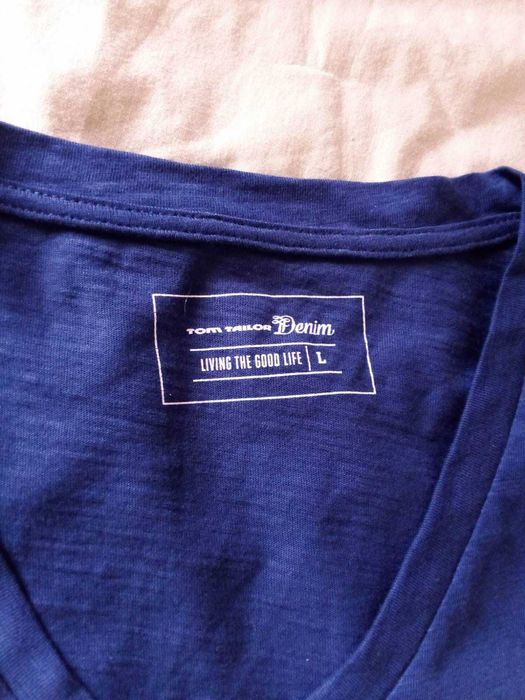 TOM TAILOR Denim
LIVING THE GOOD LIFE L